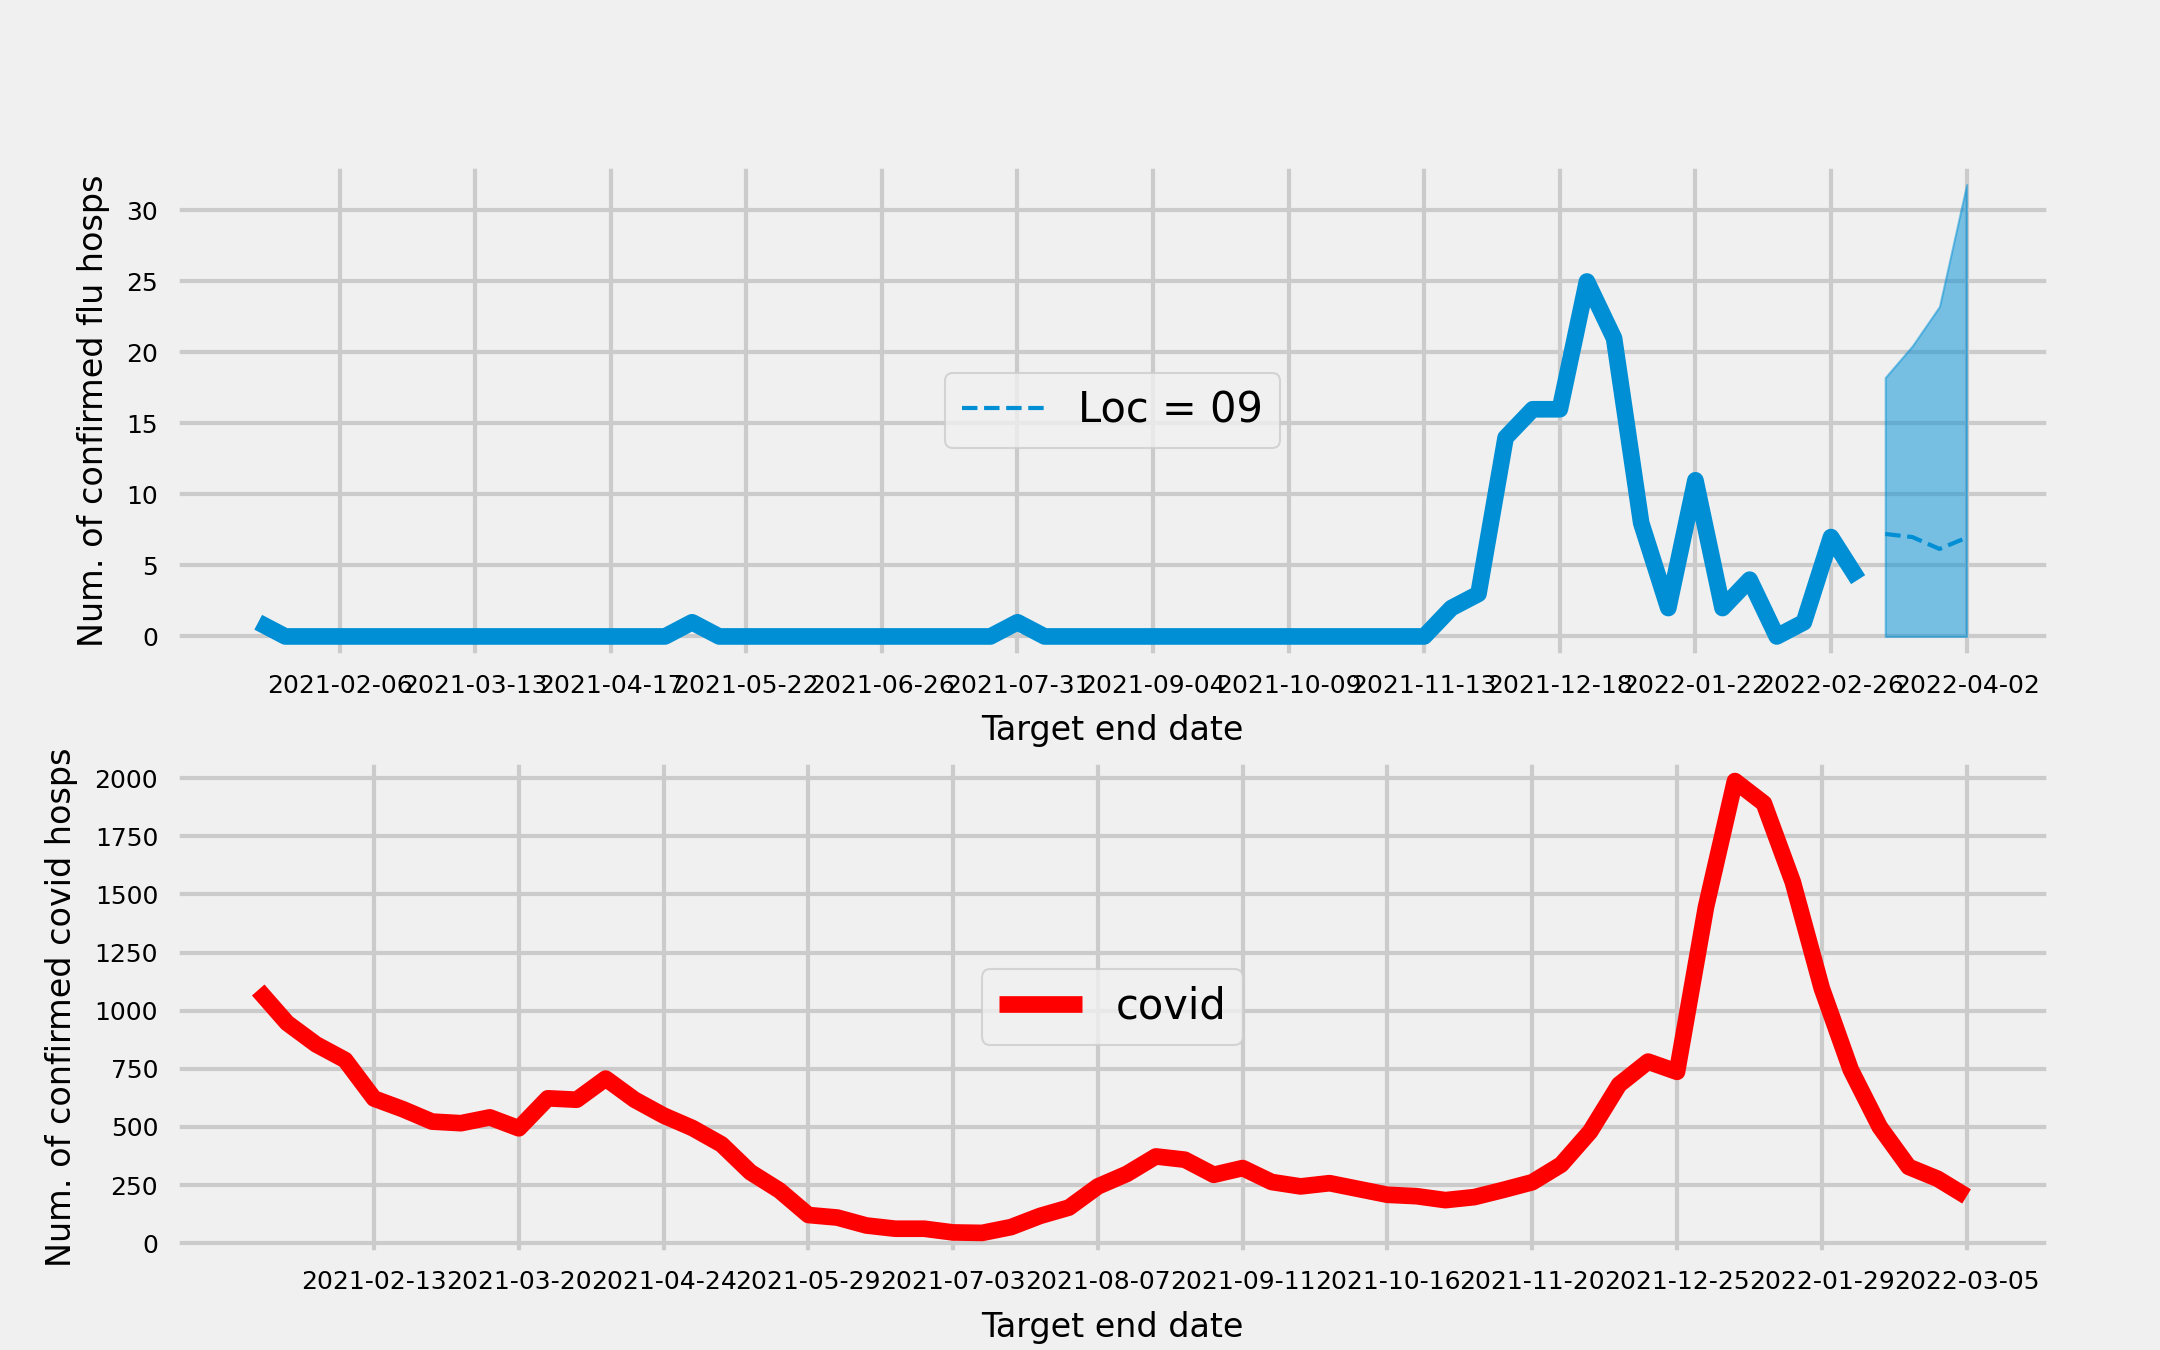 Num. of confirmed flu hosps
30
25
20
15
10
5
0
Loc = 09
2021-02-06 2021-03-13 2021-04-17 2021-05-22 2021-06-26 2021-07-31 2021-09-04 2021-10-09 2021-11-13 2021-12-18 2022-01-22 2022-02-26 2022-04-02
Target end date
Num. of confirmed covid hosps
2000
1750
1500
1250
1000
750
500
250
0
covid
2021-02-13 2021-03-20 2021-04-24 2021-05-29 2021-07-03 2021-08-07 2021-09-11 2021-10-16 2021-11-20 2021-12-25 2022-01-29 2022-03-05
Target end date